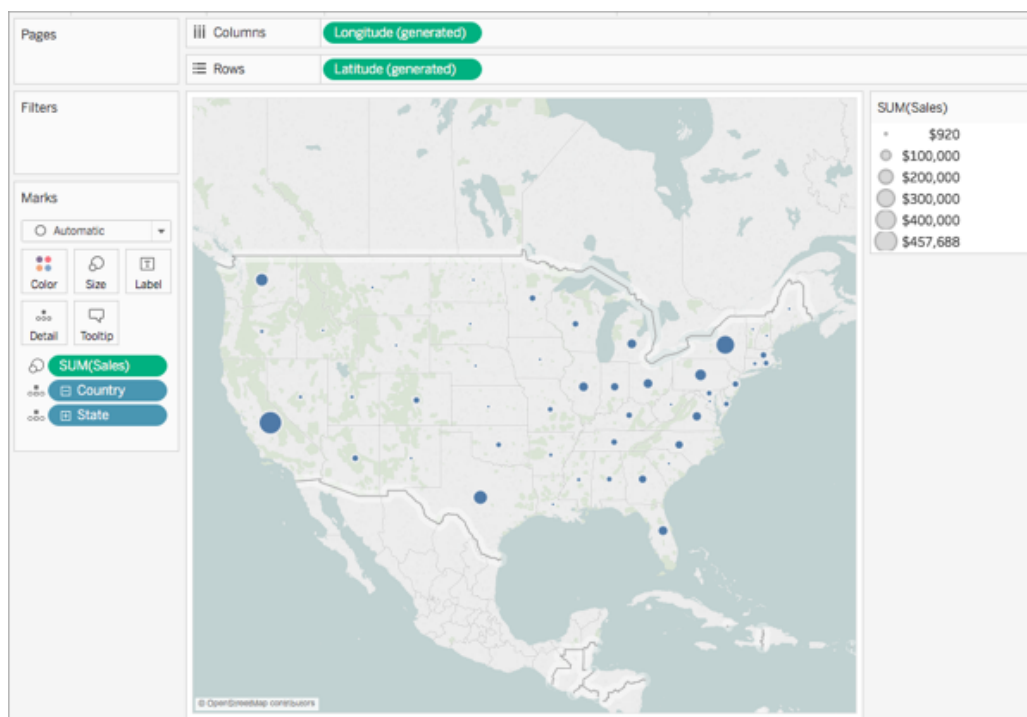 Pages
Columns
Longitude (generated)
Rows
Latitude (generated)
Filters
SUM(Sales)
$920
$100,000
$200,000
$300,000
$400,000
$457,688
Marks
Automatic
Color
Size
Label
Detail
Tooltip
SUM(Sales)
Country
State
© OpenStreetMap contributors